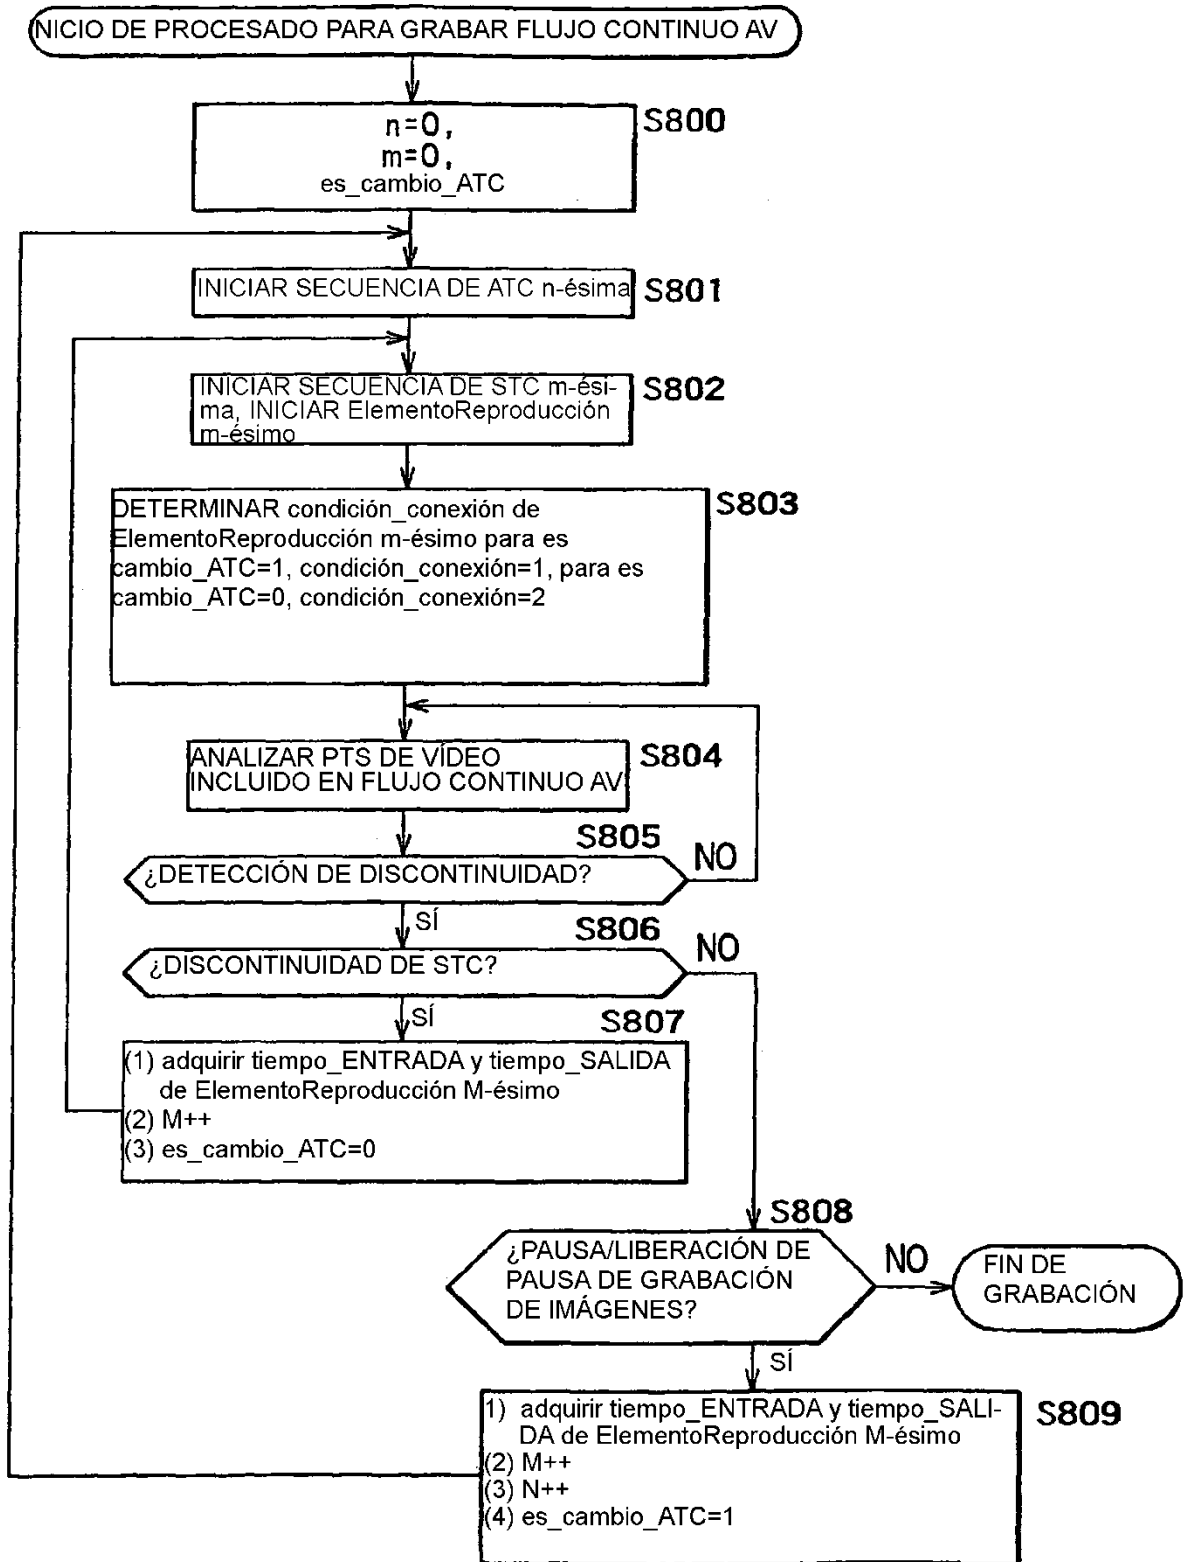 NICIO DE PROCESADO PARA GRABAR FLUJO CONTINUO AV
S800
n=0,
m=0,
es_cambio_ATC
INICIAR SECUENCIA DE ATC n-ésima
S801
INICIAR SECUENCIA DE STC m-ési-
ma, INICIAR ElementoReproducción
m-ésimo
S802
DETERMINAR condición_conexión de
ElementoReproducción m-ésimo para es
cambio_ATC=1, condición_conexión=1, para es
cambio_ATC=0, condición_conexión=2
S803
ANALIZAR PTS DE VÍDEO
INCLUIDO EN FLUJO CONTINUO AV
S804
S805
¿DETECCIÓN DE DISCONTINUIDAD?
NO
SÍ
S806
¿DISCONTINUIDAD DE STC?
NO
SÍ
S807
(1) adquirir tiempo_ENTRADA y tiempo_SALIDA
de ElementoReproducción M-ésimo
(2) M++
(3) es_cambio_ATC=0
S808
¿PAUSA/LIBERACIÓN DE
PAUSA DE GRABACIÓN
DE IMÁGENES?
NO
FIN DE
GRABACIÓN
SÍ
S809
1) adquirir tiempo_ENTRADA y tiempo_SALI-
DA de ElementoReproducción M-ésimo
(2) M++
(3) N++
(4) es_cambio_ATC=1